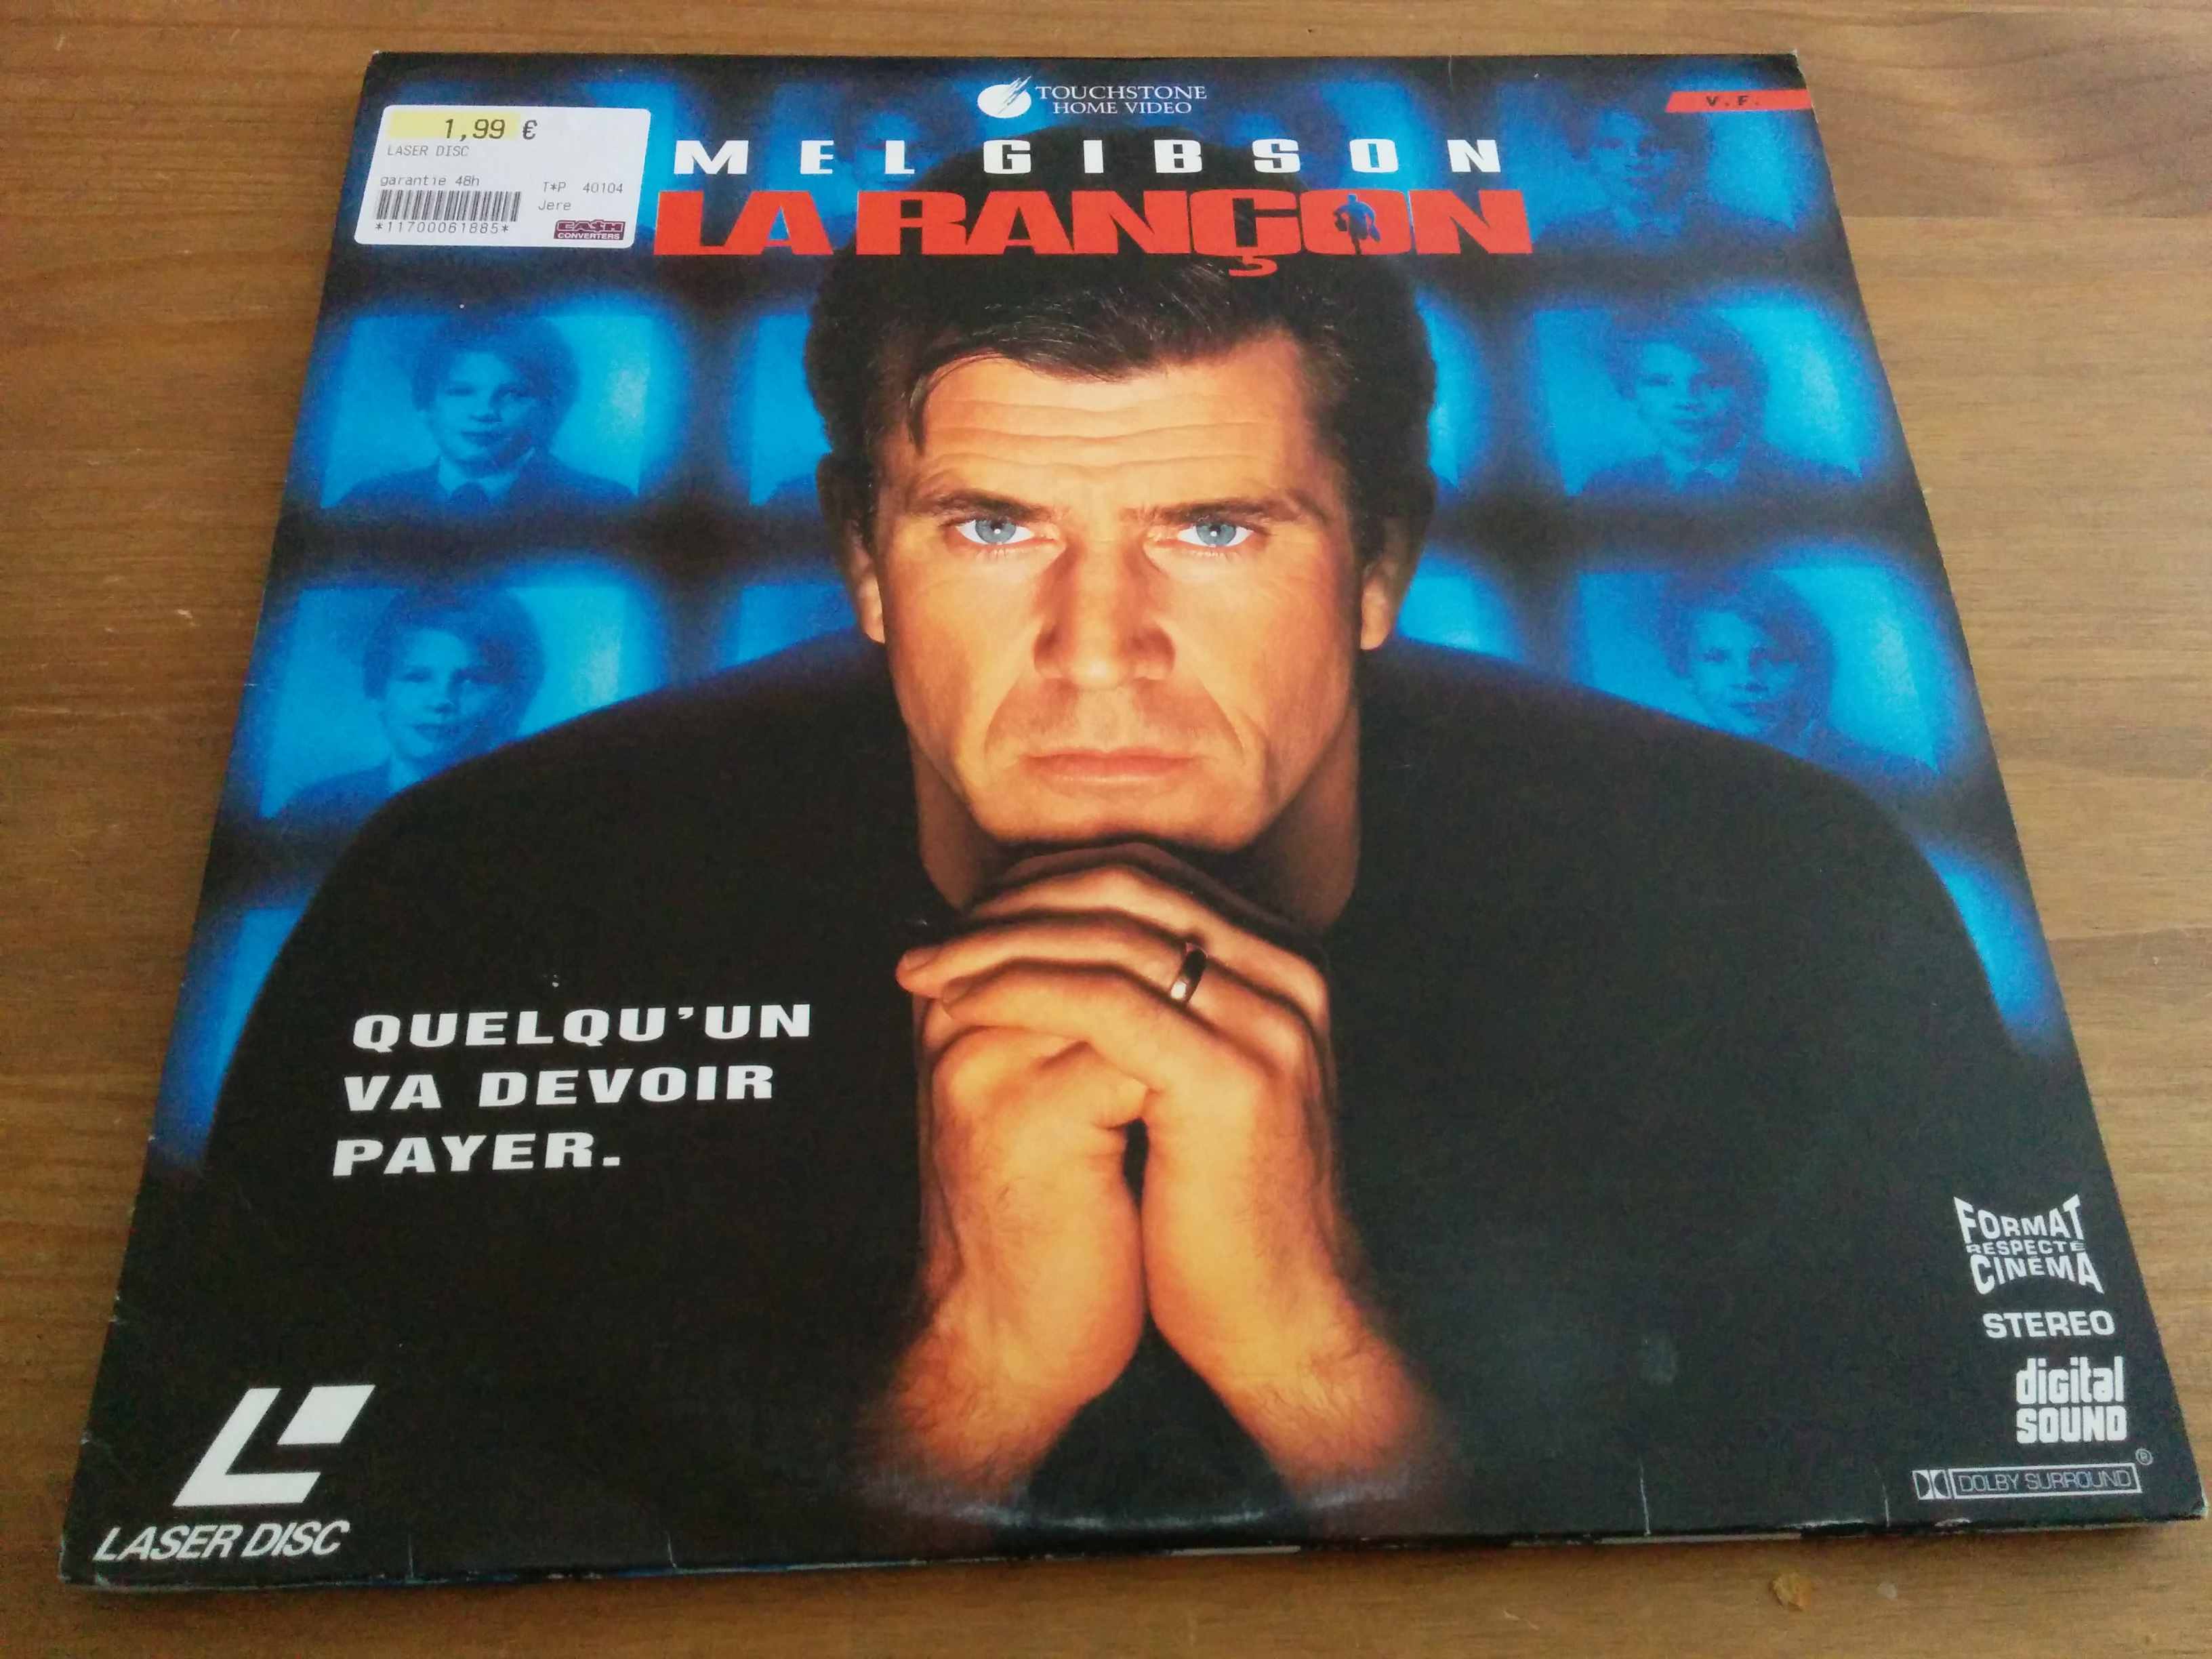 TOUCHSTONE
HOME VIDEO
V.F.
1,99 €
LASER DISC
garantie 48h
T*P 40104
Jere
*11700061885*
CASH
CONVERTERS
MEL GIBSON
LA RANÇON
QUELQU'UN
VA DEVOIR
PAYER.
FORMAT
RESPECTÉ
CINÉMA
STEREO
digital
SOUND
DOLBY SURROUND®
LASER DISC